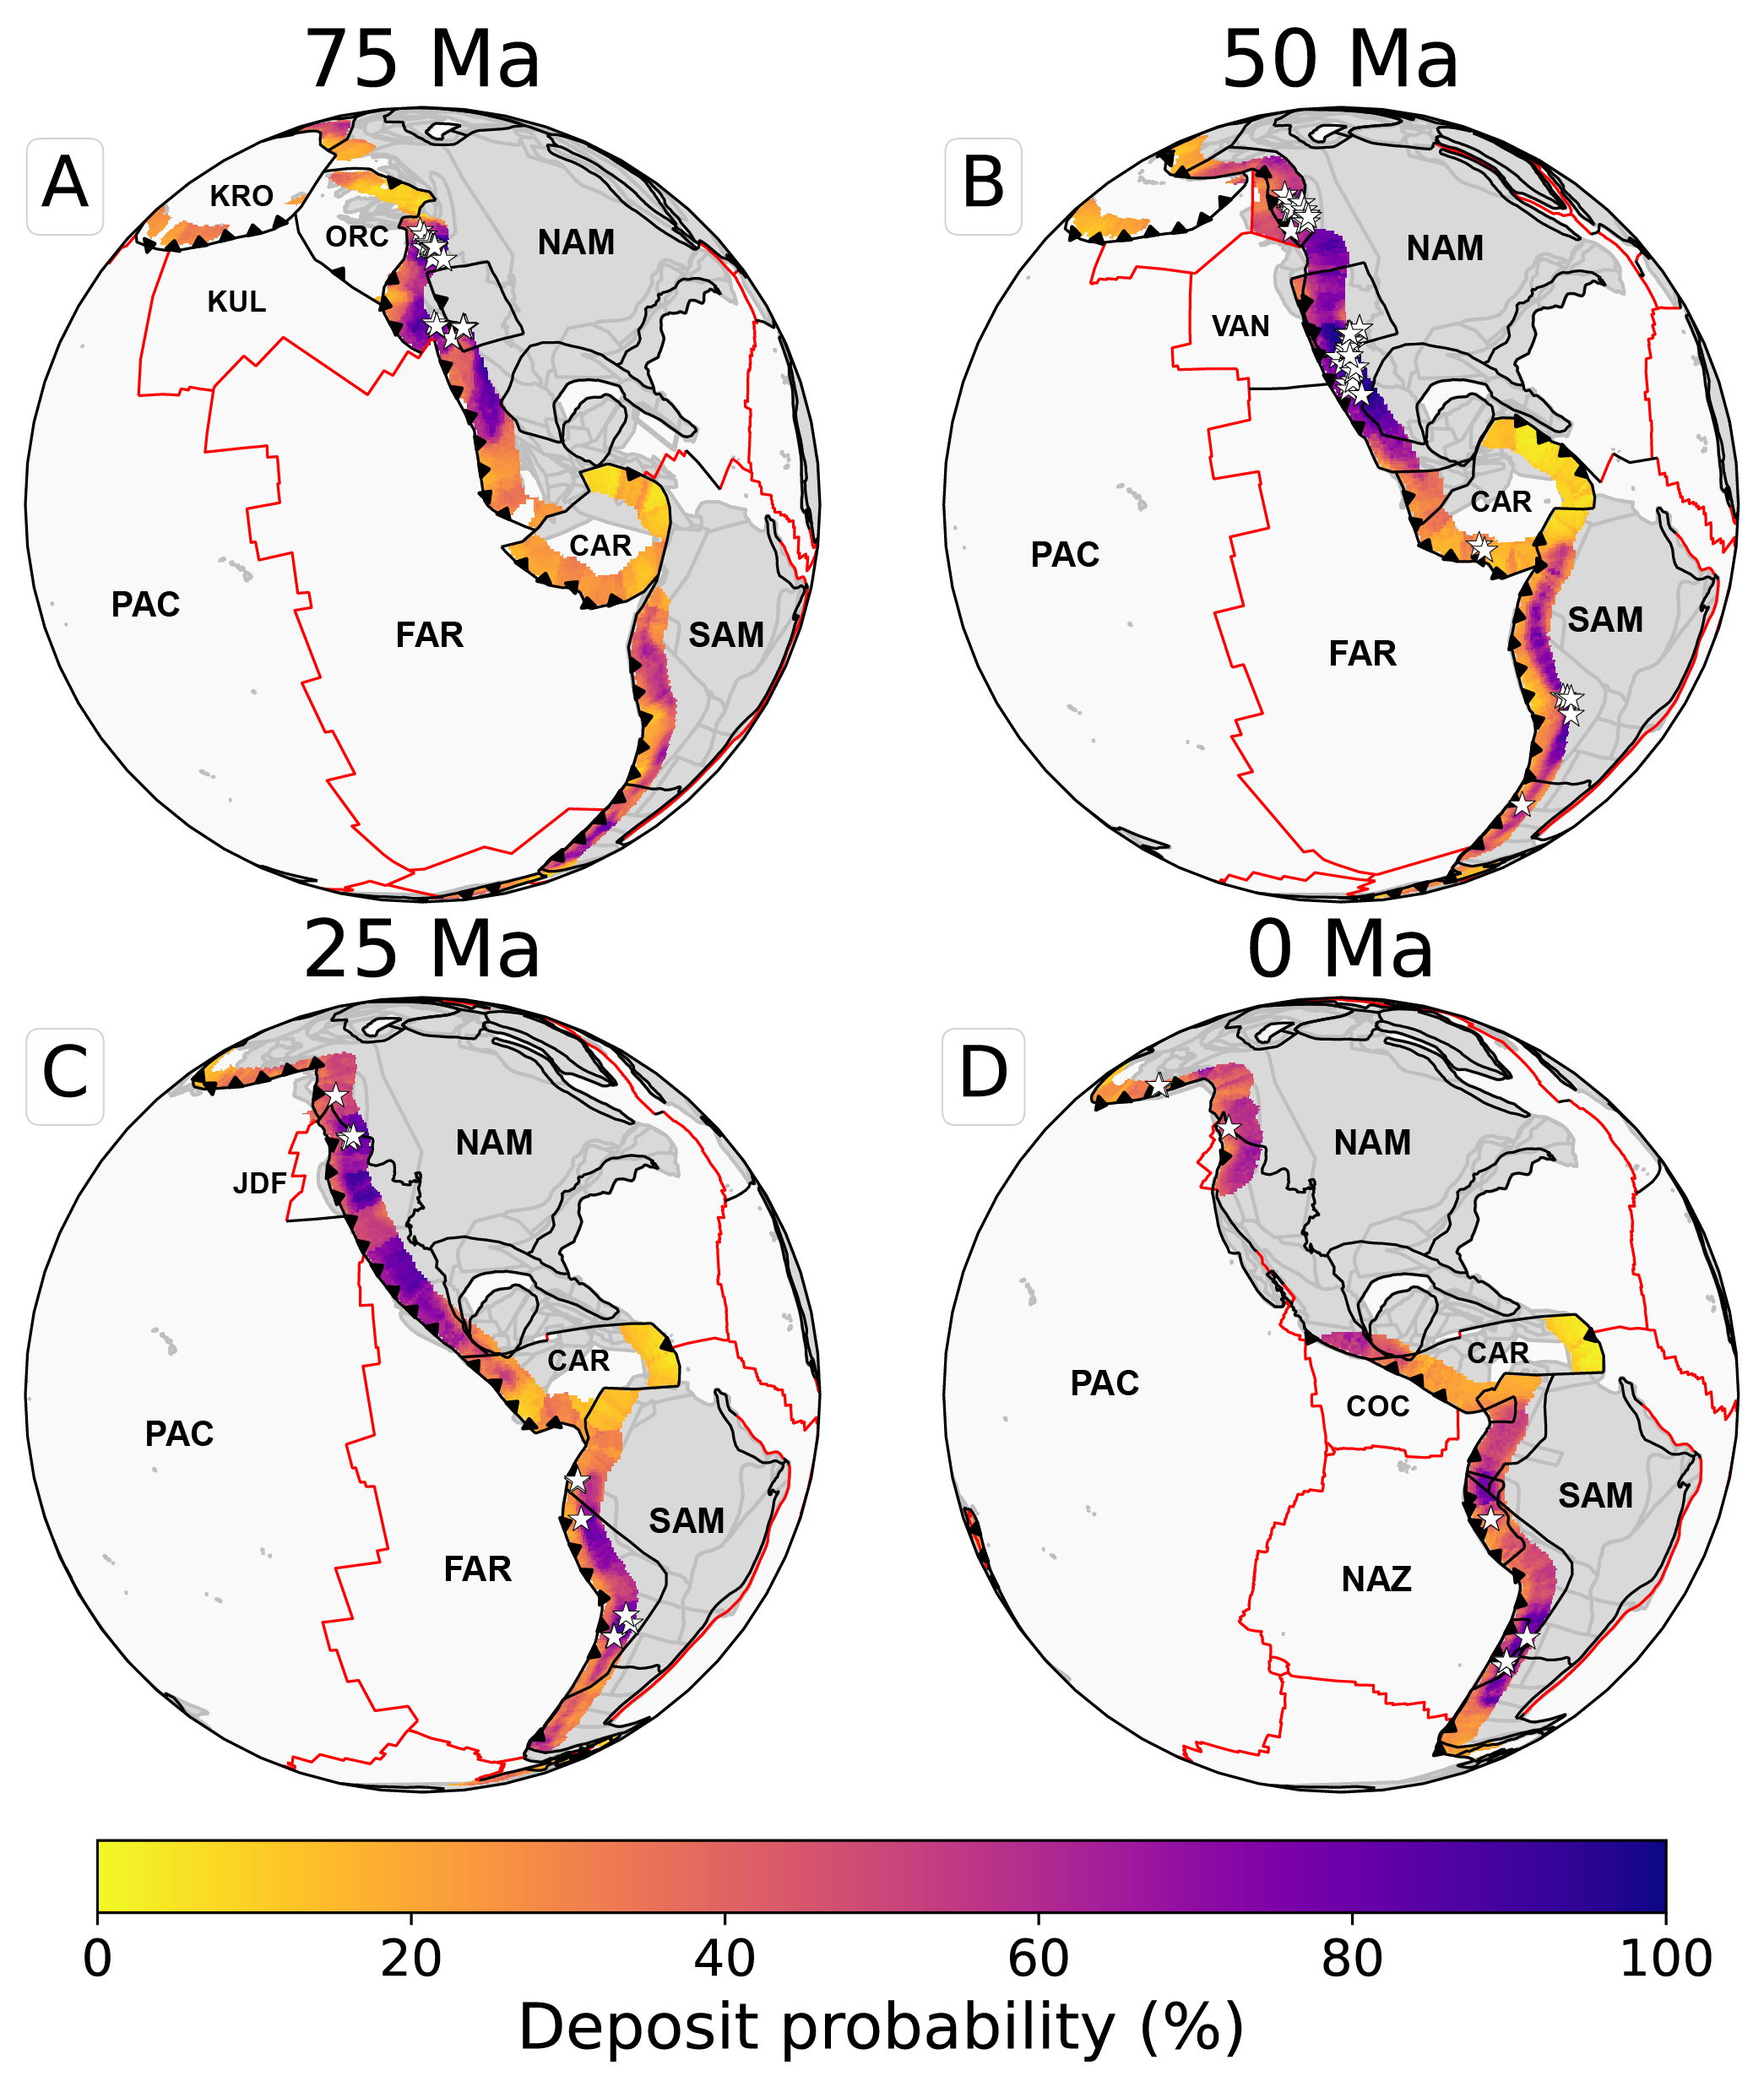 75 Ma
50 Ma
A
KRO
ORC
NAM
KUL
CAR
PAC
FAR
SAM
B
NAM
VAN
CAR
PAC
SAM
FAR
25 Ma
0 Ma
C
NAM
JDF
CAR
PAC
SAM
FAR
D
NAM
CAR
PAC
COC
SAM
NAZ
0 20 40 60 80 100
Deposit probability (%)